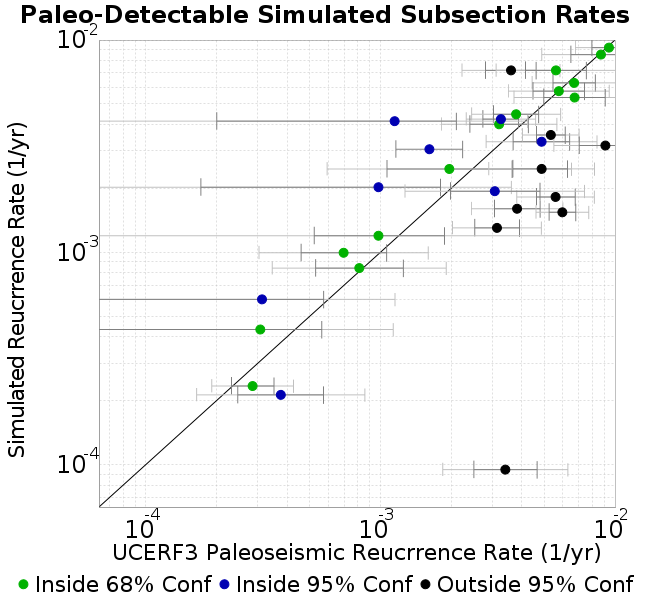 Paleo-Detectable Simulated Subsection Rates
10-2
10-3
10-4
Simulated Reucrrence Rate (1/yr)
10-4 10-3 10-2
UCERF3 Paleoseismic Reucrrence Rate (1/yr)
Inside 68% Conf Inside 95% Conf Outside 95% Conf